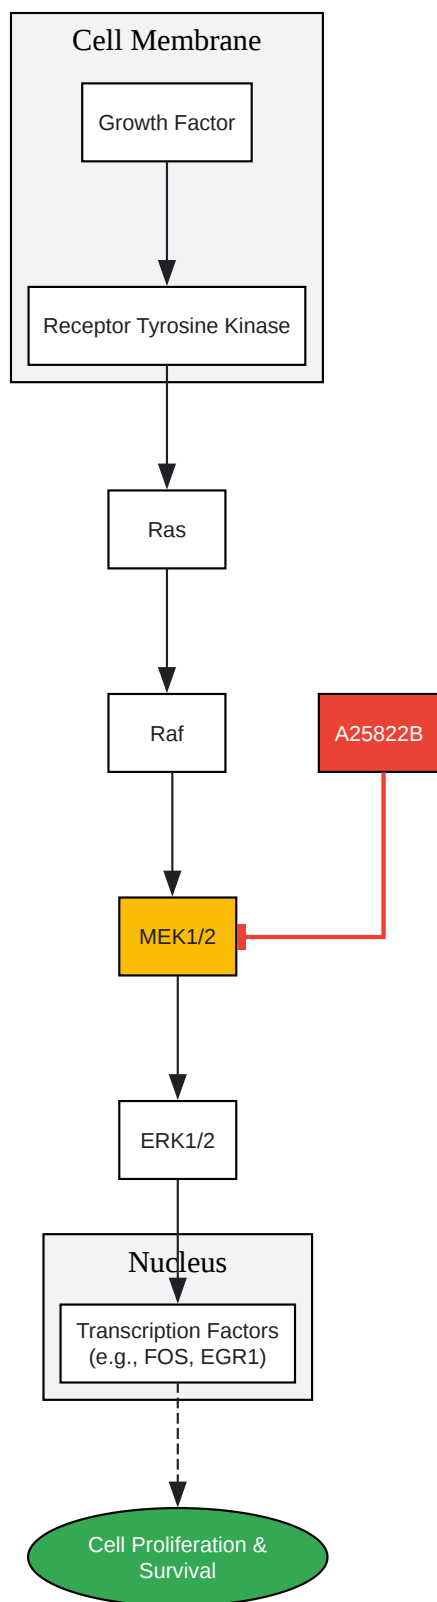 Cell Membrane
Growth Factor
Receptor Tyrosine Kinase
Ras
Raf
A25822B
MEK1/2
ERK1/2
Nucleus
Transcription Factors
(e.g., FOS, EGR1)
Cell Proliferation &
Survival